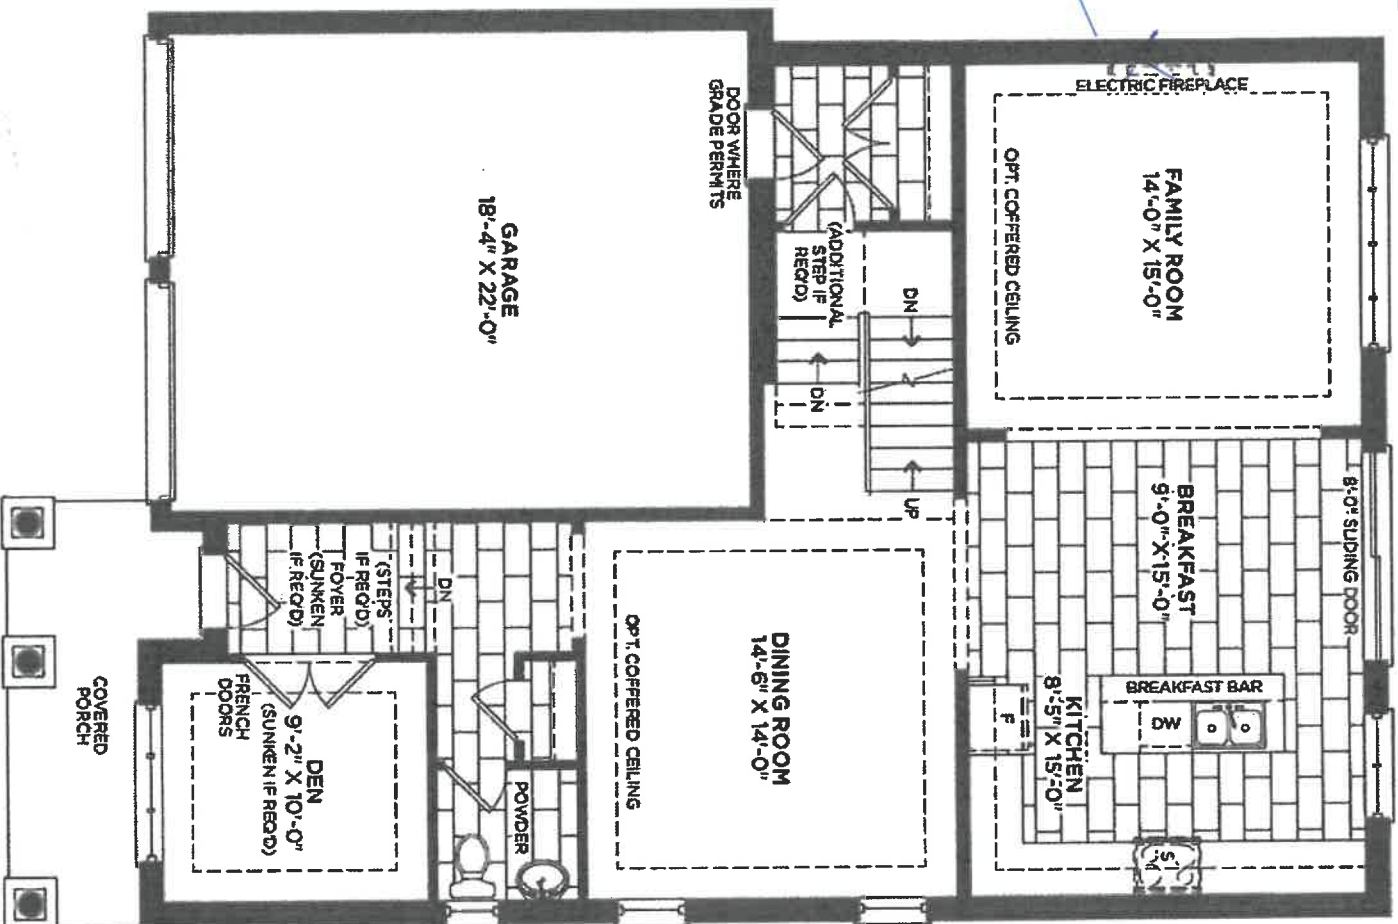 ELECTRIC FIREPLACE
FAMILY ROOM
14'-0" X 15'-0"
OPT. COFFERED CEILING
DOOR WHERE
GRADE PERMITS
GARAGE
18'-4" X 22'-0"
(ADDITIONAL
STEP IF
REQ'D)
DN
DN
UP
8'-0" SLIDING DOOR
BREAKFAST
9'-0" X 15'-0"
BREAKFAST BAR
DW
KITCHEN
8'-5" X 15'-0"
F
S
DINING ROOM
14'-6" X 14'-0"
OPT. COFFERED CEILING
DN
(STEPS
IF REQ'D)
FOYER
(SUNKEN
IF REQ'D)
POWDER
FRENCH
DOORS
DEN
9'-2" X 10'-0"
(SUNKEN IF REQ'D)
COVERED
PORCH